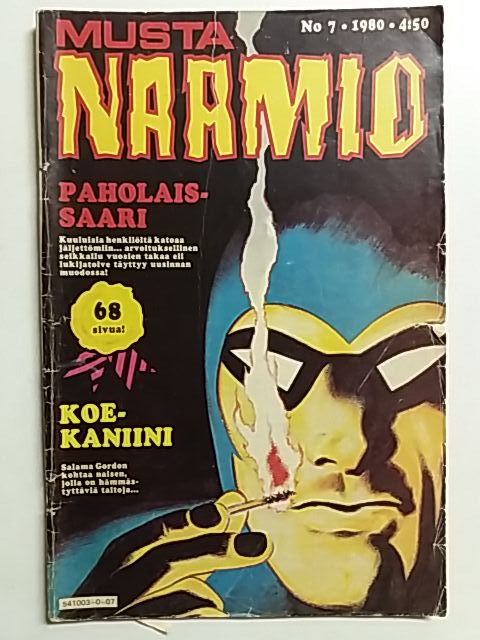 MUSTA
No 7 • 1980 • 4:50
NAAMIO
PAHOLAIS-
SAARI
Kuuluisia henkilöitä katoaa
jäljettömiin... arvoituksellinen
seikkailu vuosien takaa eli
lukijatoive täyttyy uusinnan
muodossa!
68
sivua!
KOE-
KANIINI
Salama Gordon
kohtaa naisen,
jolla on hämmäs-
tyttäviä taitoja...
541003-0-07